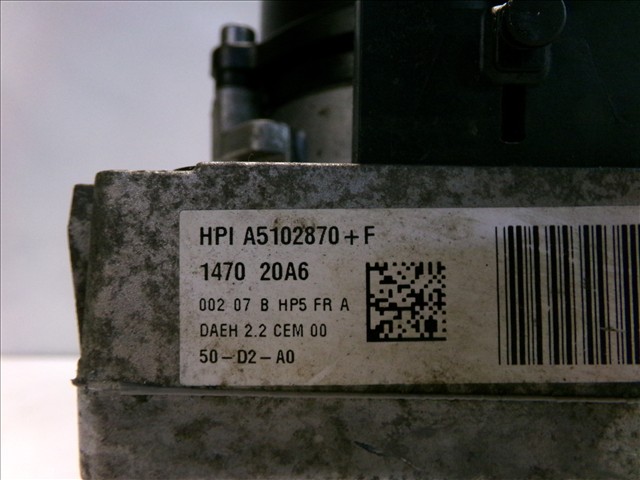 HPI A5102870+F
1470 20A6
002 07 B HP5 FR A
DAEH 2.2 CEM 00
50-D2-A0